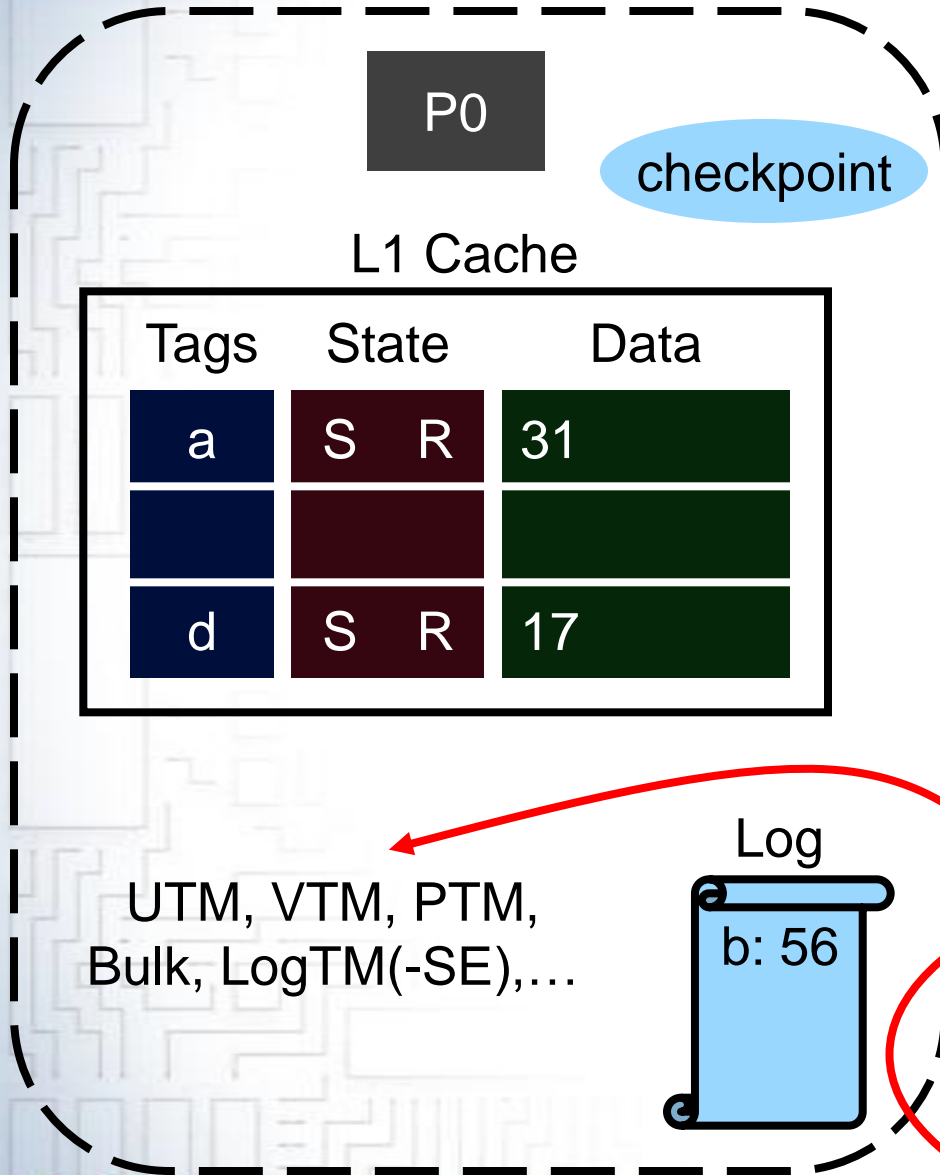 P0
checkpoint
L1 Cache
Tags State Data
a S R 31
d S R 17
Log
b: 56
UTM, VTM, PTM,
Bulk, LogTM(-SE),…